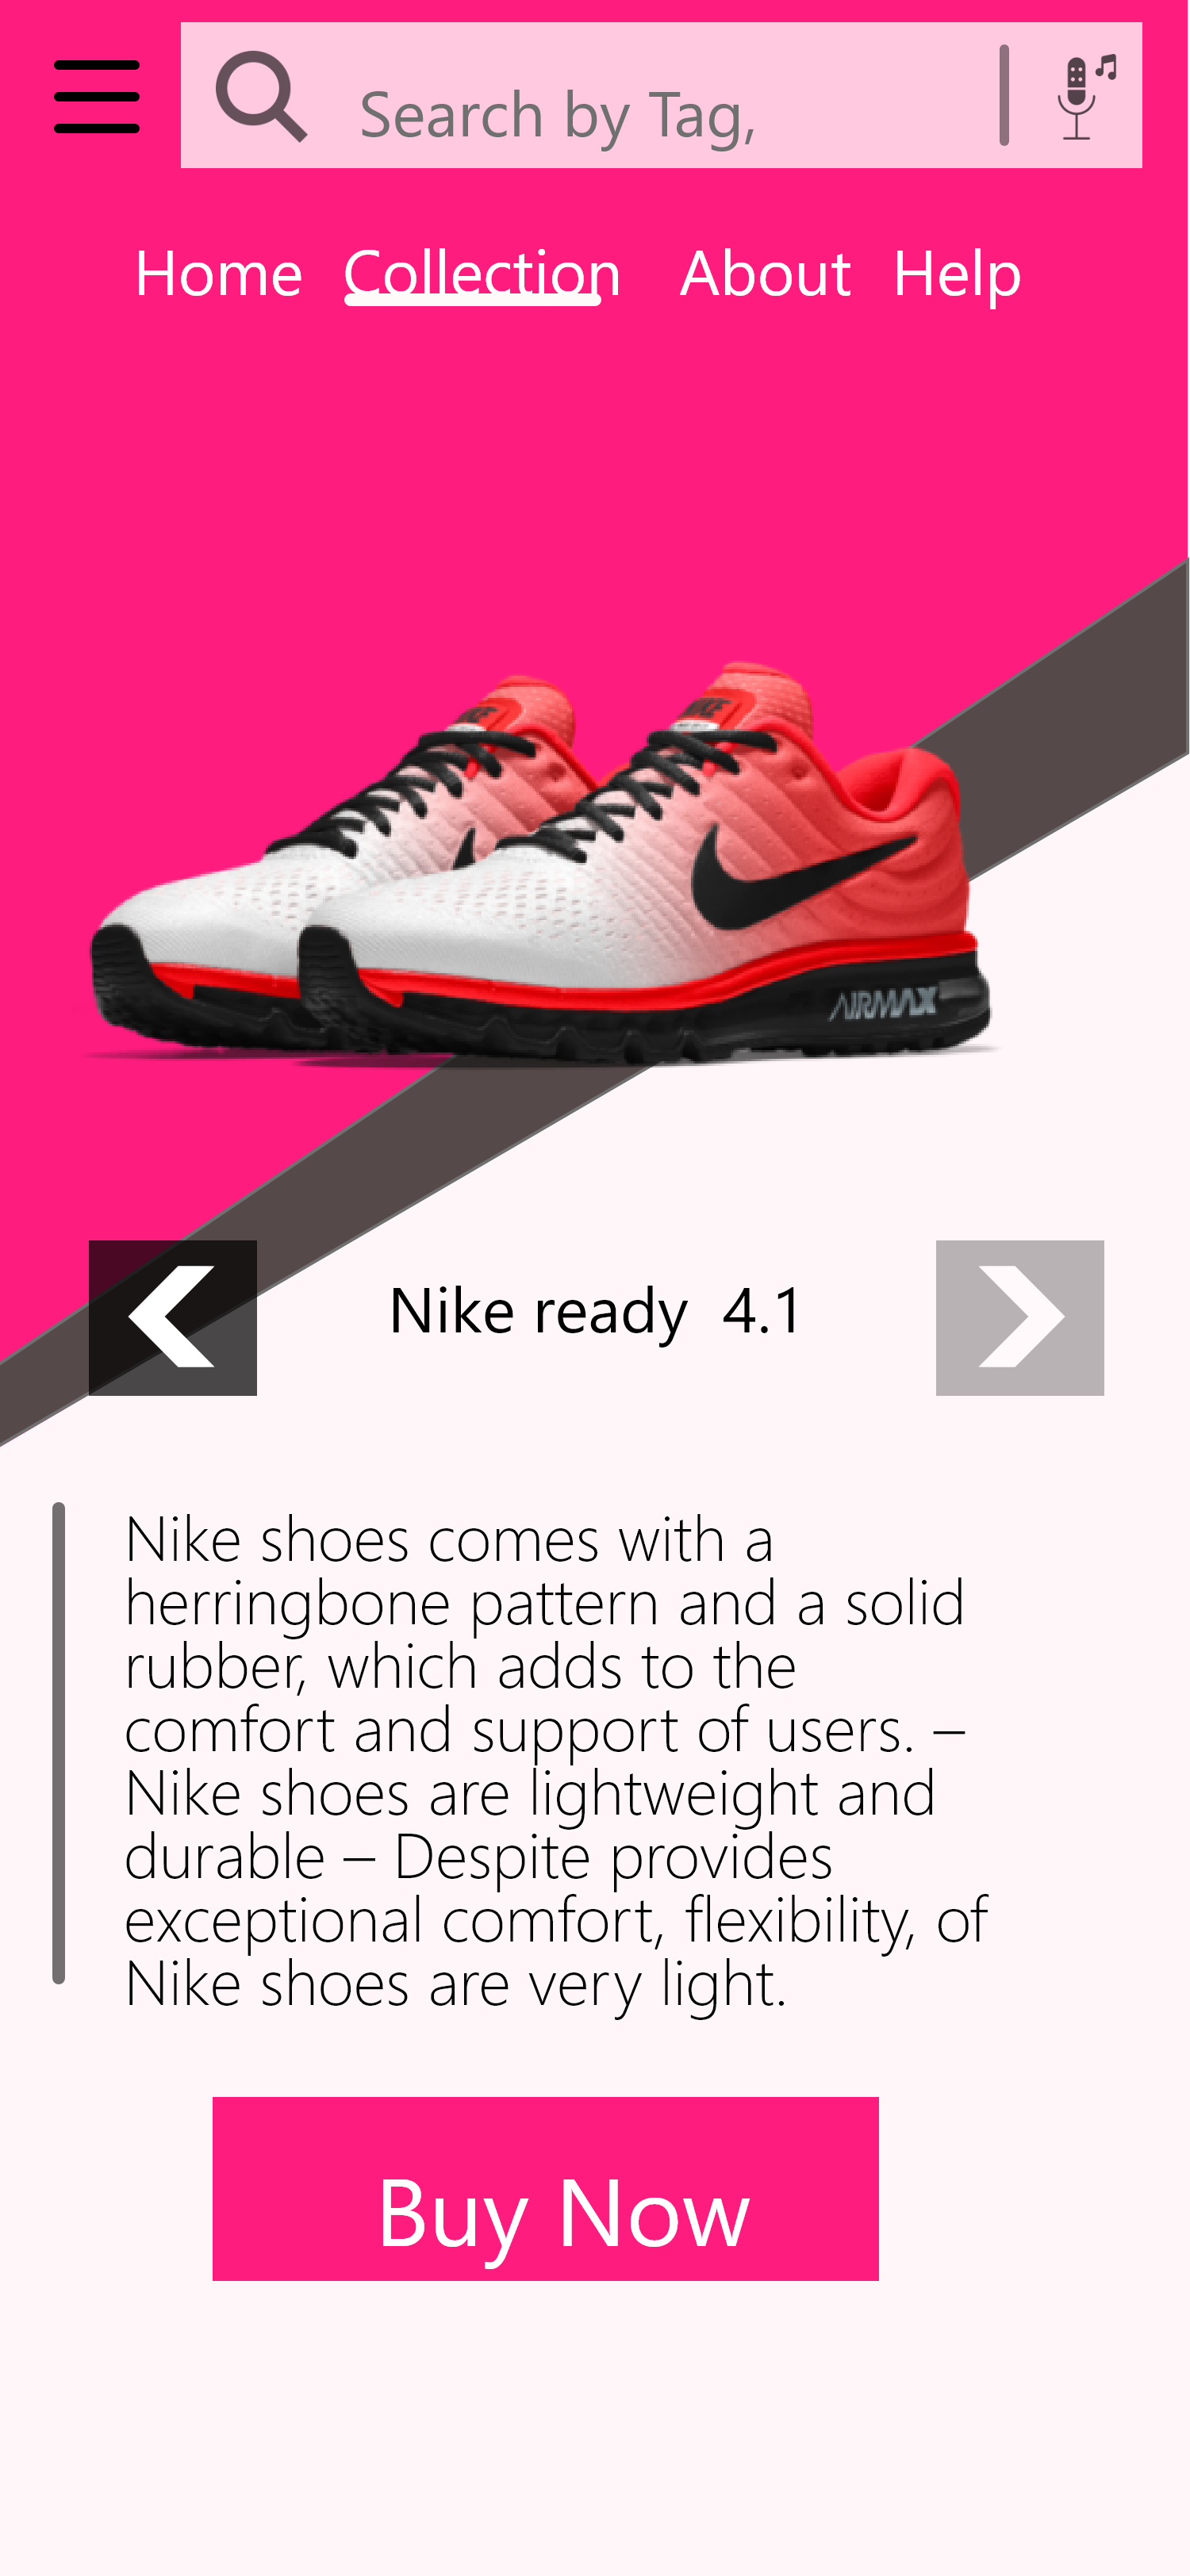 Search by Tag,
Home Collection About Help
NIKE
NIKE
AIRMAX
Nike ready 4.1
Nike shoes comes with a
herringbone pattern and a solid
rubber, which adds to the
comfort and support of users. –
Nike shoes are lightweight and
durable – Despite provides
exceptional comfort, flexibility, of
Nike shoes are very light.
Buy Now